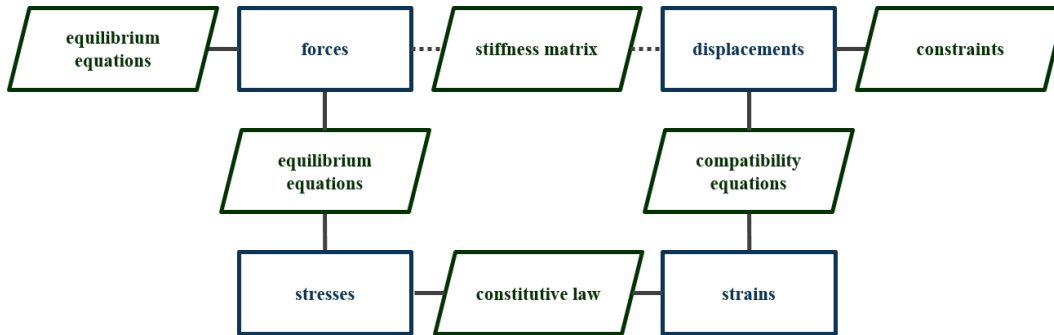 equilibrium
equations
forces
stiffness matrix
displacements
constraints
equilibrium
equations
compatibility
equations
stresses
constitutive law
strains